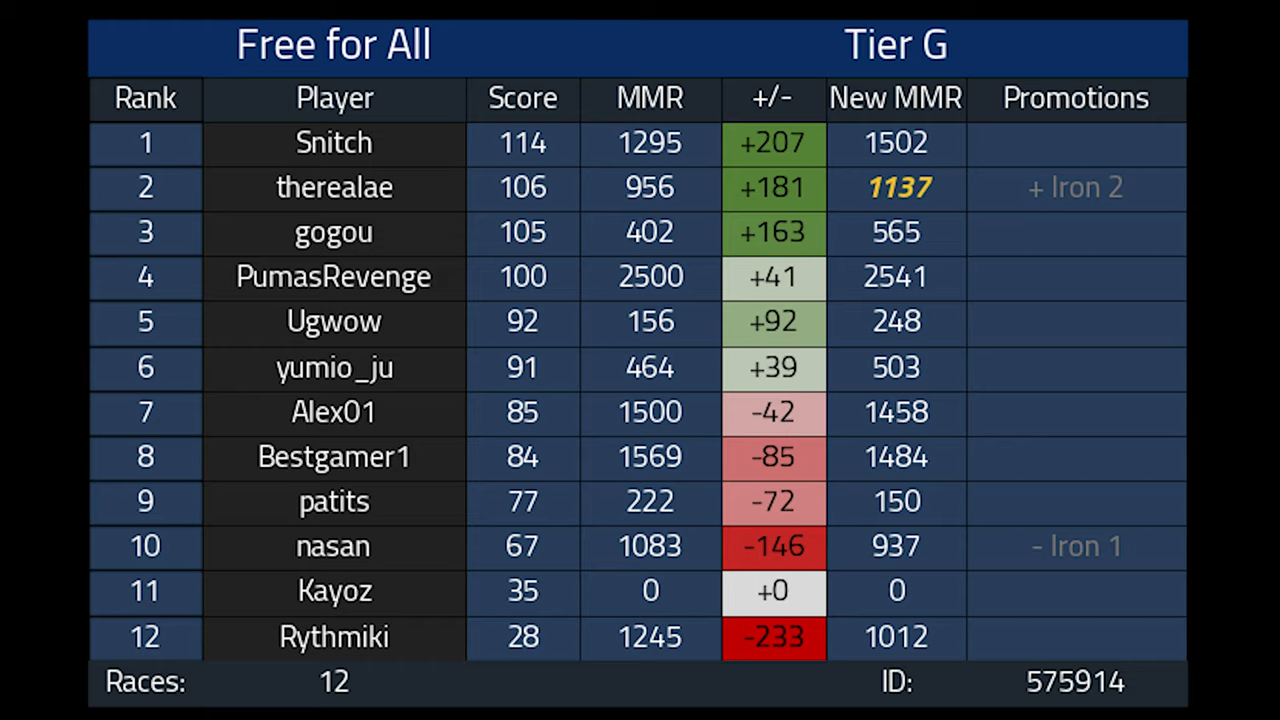 Free for All Tier G
Rank Player Score MMR +/- New MMR Promotions
1 Snitch 114 1295 +207 1502
2 therealae 106 956 +181 1137 + Iron 2
3 gogou 105 402 +163 565
4 PumasRevenge 100 2500 +41 2541
5 Ugwow 92 156 +92 248
6 yumio_ju 91 464 +39 503
7 Alex01 85 1500 -42 1458
8 Bestgamer1 84 1569 -85 1484
9 patits 77 222 -72 150
10 nasan 67 1083 -146 937 - Iron 1
11 Kayoz 35 0 +0 0
12 Rythmiki 28 1245 -233 1012
Races: 12 ID: 575914